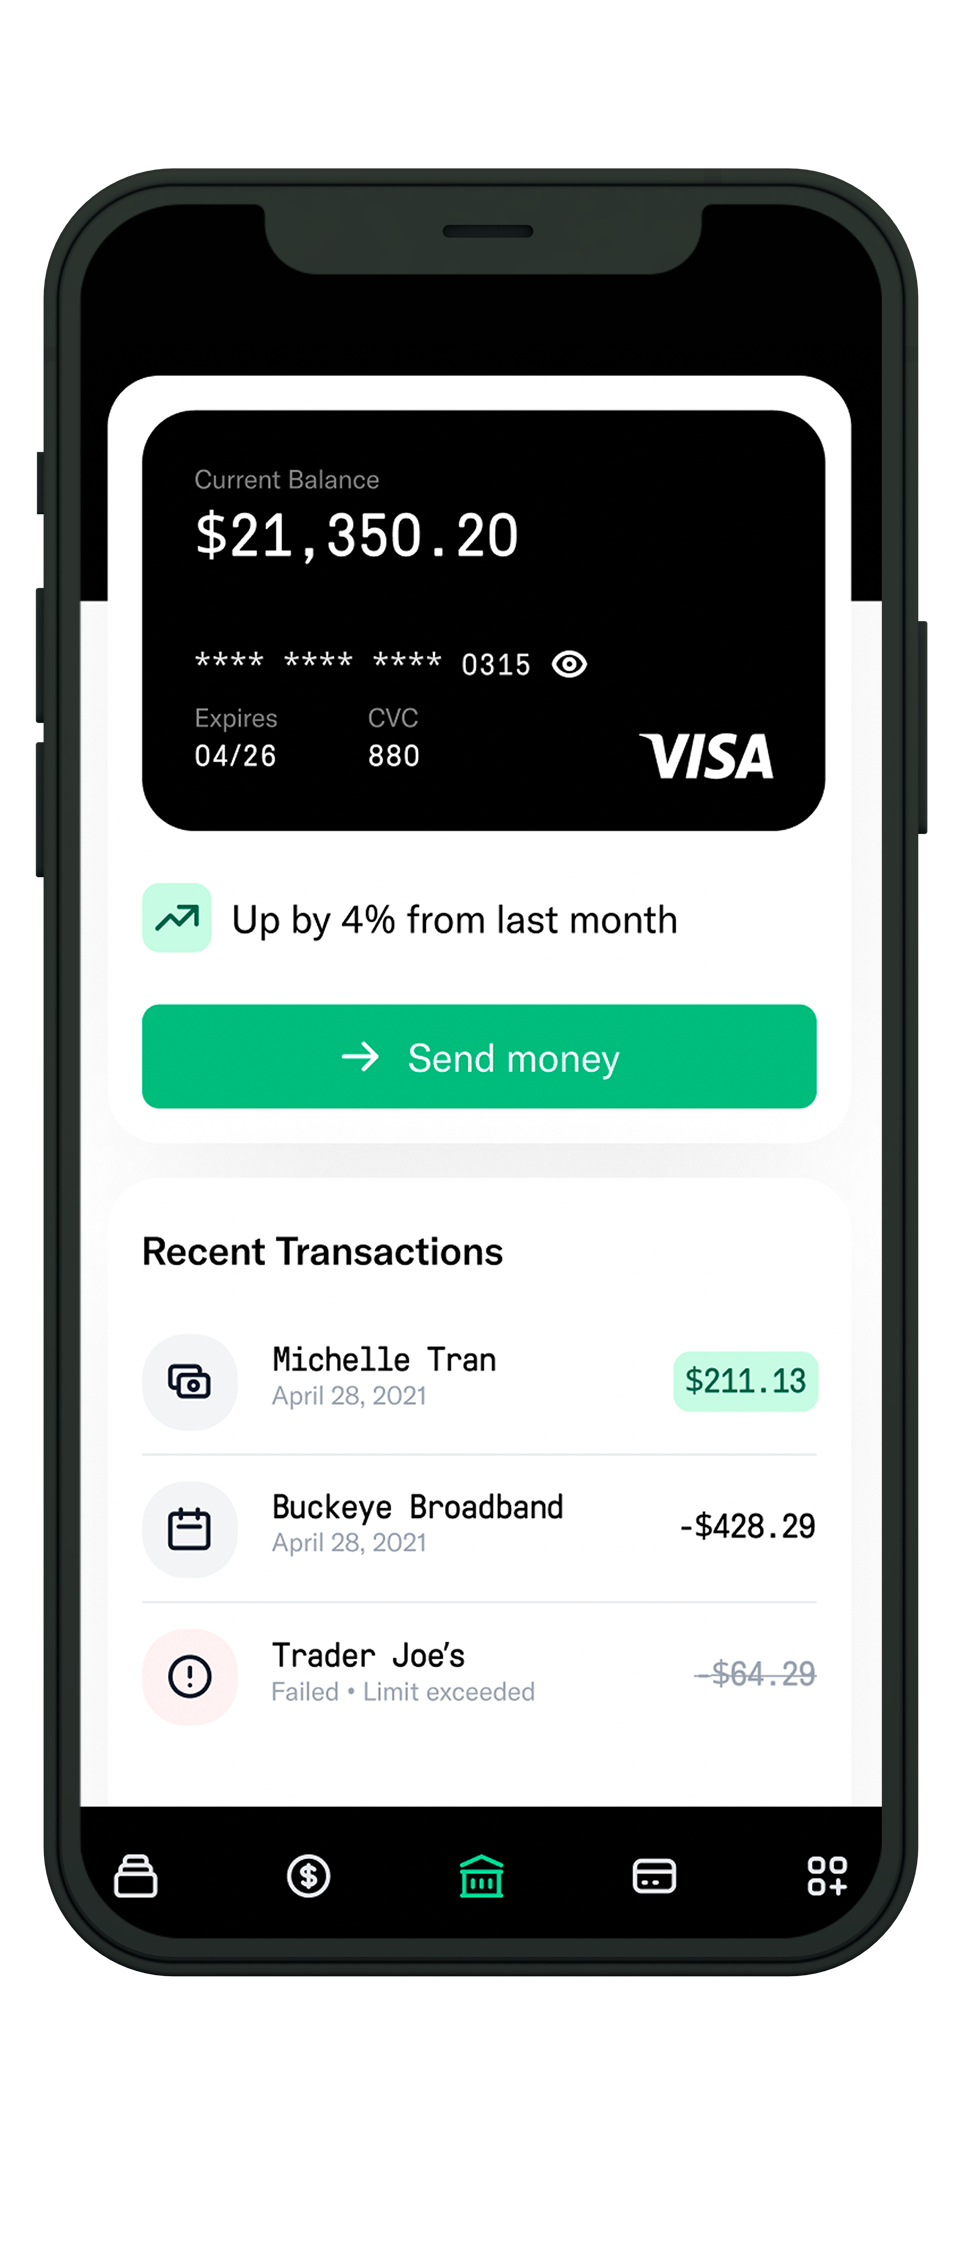 Current Balance
$21,350.20
**** **** **** 0315
Expires CVC
04/26 880
VISA
Up by 4% from last month
Send money
Recent Transactions
Michelle Tran
April 28, 2021
$211.13
Buckeye Broadband
April 28, 2021
-$428.29
Trader Joe's
Failed • Limit exceeded
-$64.29